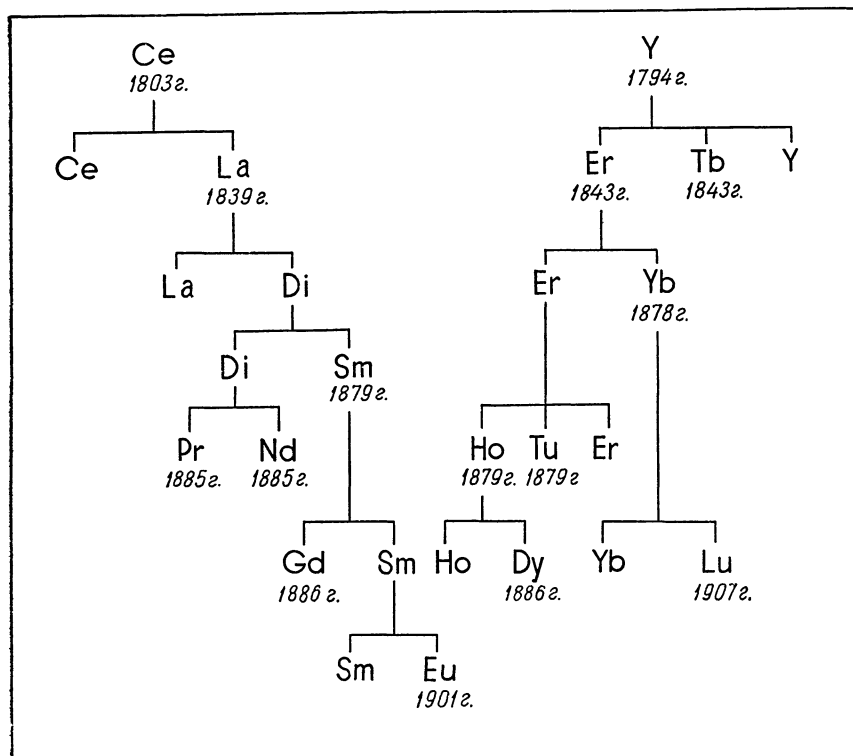 Ce Y
1803г. 1794г.
Ce La Er Tb Y
1839г. 1843г. 1843г.
La Di Er Yb
1878г.
Di Sm
1879г.
Pr Nd Ho Tu Er
1885г. 1885г. 1879г. 1879г
Gd Sm Ho Dy Yb Lu
1886г. 1886г. 1907г.
Sm Eu
1901г.